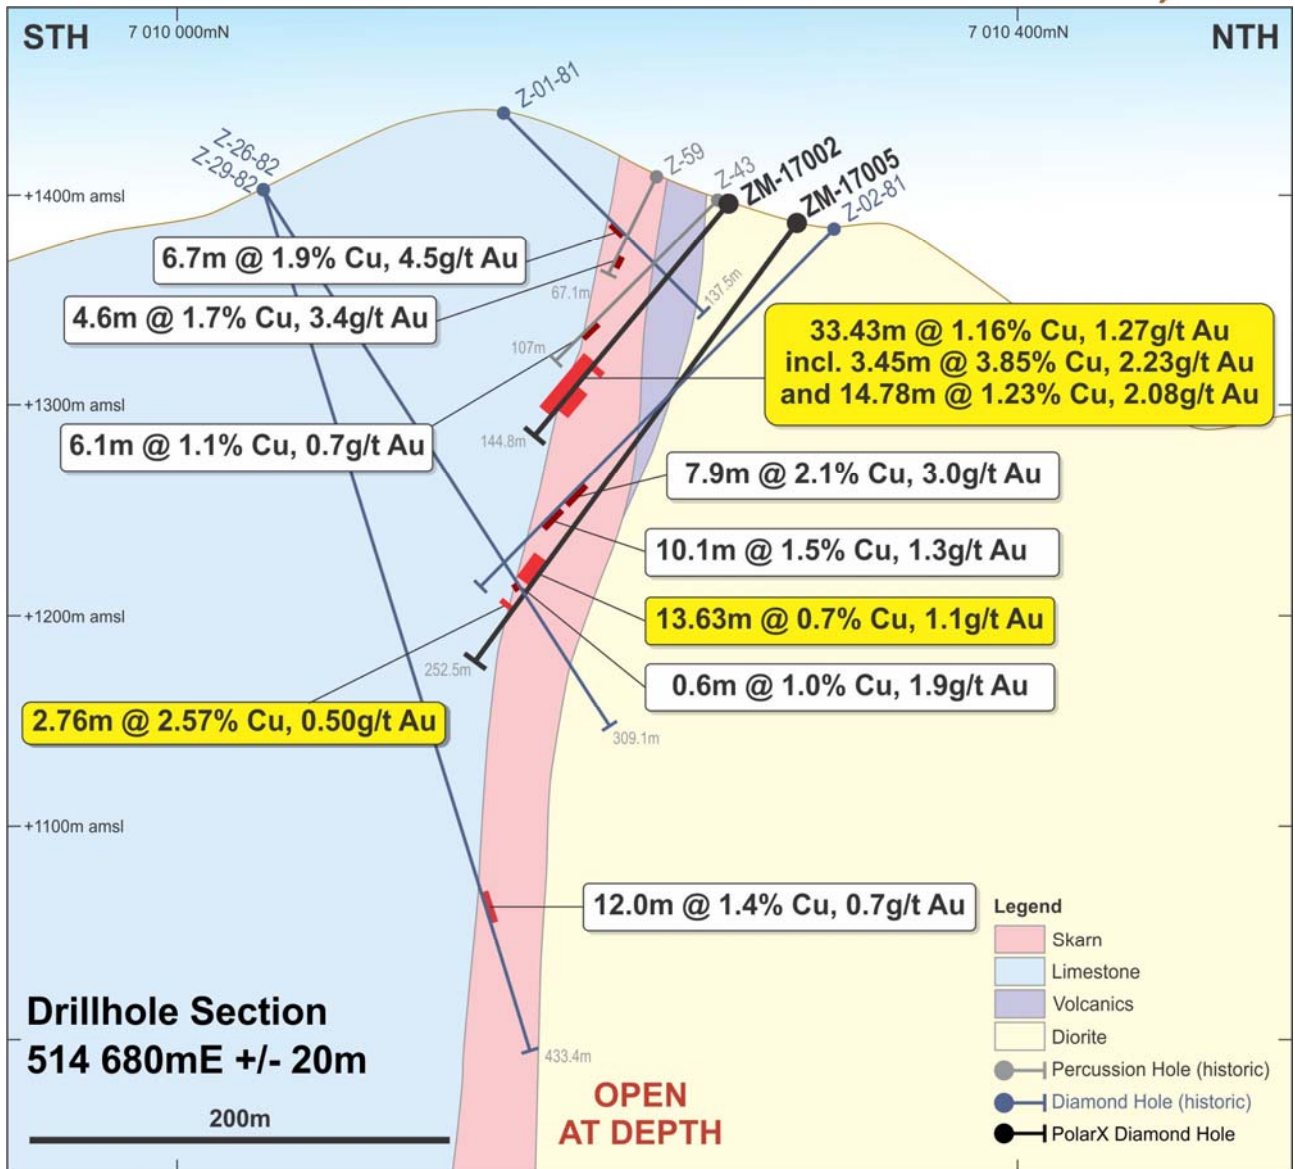 STH
7 010 000mN
7 010 400mN
NTH
Z-01-81
Z-26-82
Z-29-82
Z-59
Z-43
ZM-17002
ZM-17005
Z-02-81
+1400m amsl
6.7m @ 1.9% Cu, 4.5g/t Au
67.1m
137.5m
4.6m @ 1.7% Cu, 3.4g/t Au
107m
33.43m @ 1.16% Cu, 1.27g/t Au
incl. 3.45m @ 3.85% Cu, 2.23g/t Au
and 14.78m @ 1.23% Cu, 2.08g/t Au
+1300m amsl
144.8m
6.1m @ 1.1% Cu, 0.7g/t Au
7.9m @ 2.1% Cu, 3.0g/t Au
10.1m @ 1.5% Cu, 1.3g/t Au
+1200m amsl
13.63m @ 0.7% Cu, 1.1g/t Au
252.5m
0.6m @ 1.0% Cu, 1.9g/t Au
2.76m @ 2.57% Cu, 0.50g/t Au
309.1m
+1100m amsl
12.0m @ 1.4% Cu, 0.7g/t Au
433.4m
Drillhole Section
514 680mE +/- 20m
200m
OPEN
AT DEPTH
Legend
Skarn
Limestone
Volcanics
Diorite
Percussion Hole (historic)
Diamond Hole (historic)
PolarX Diamond Hole